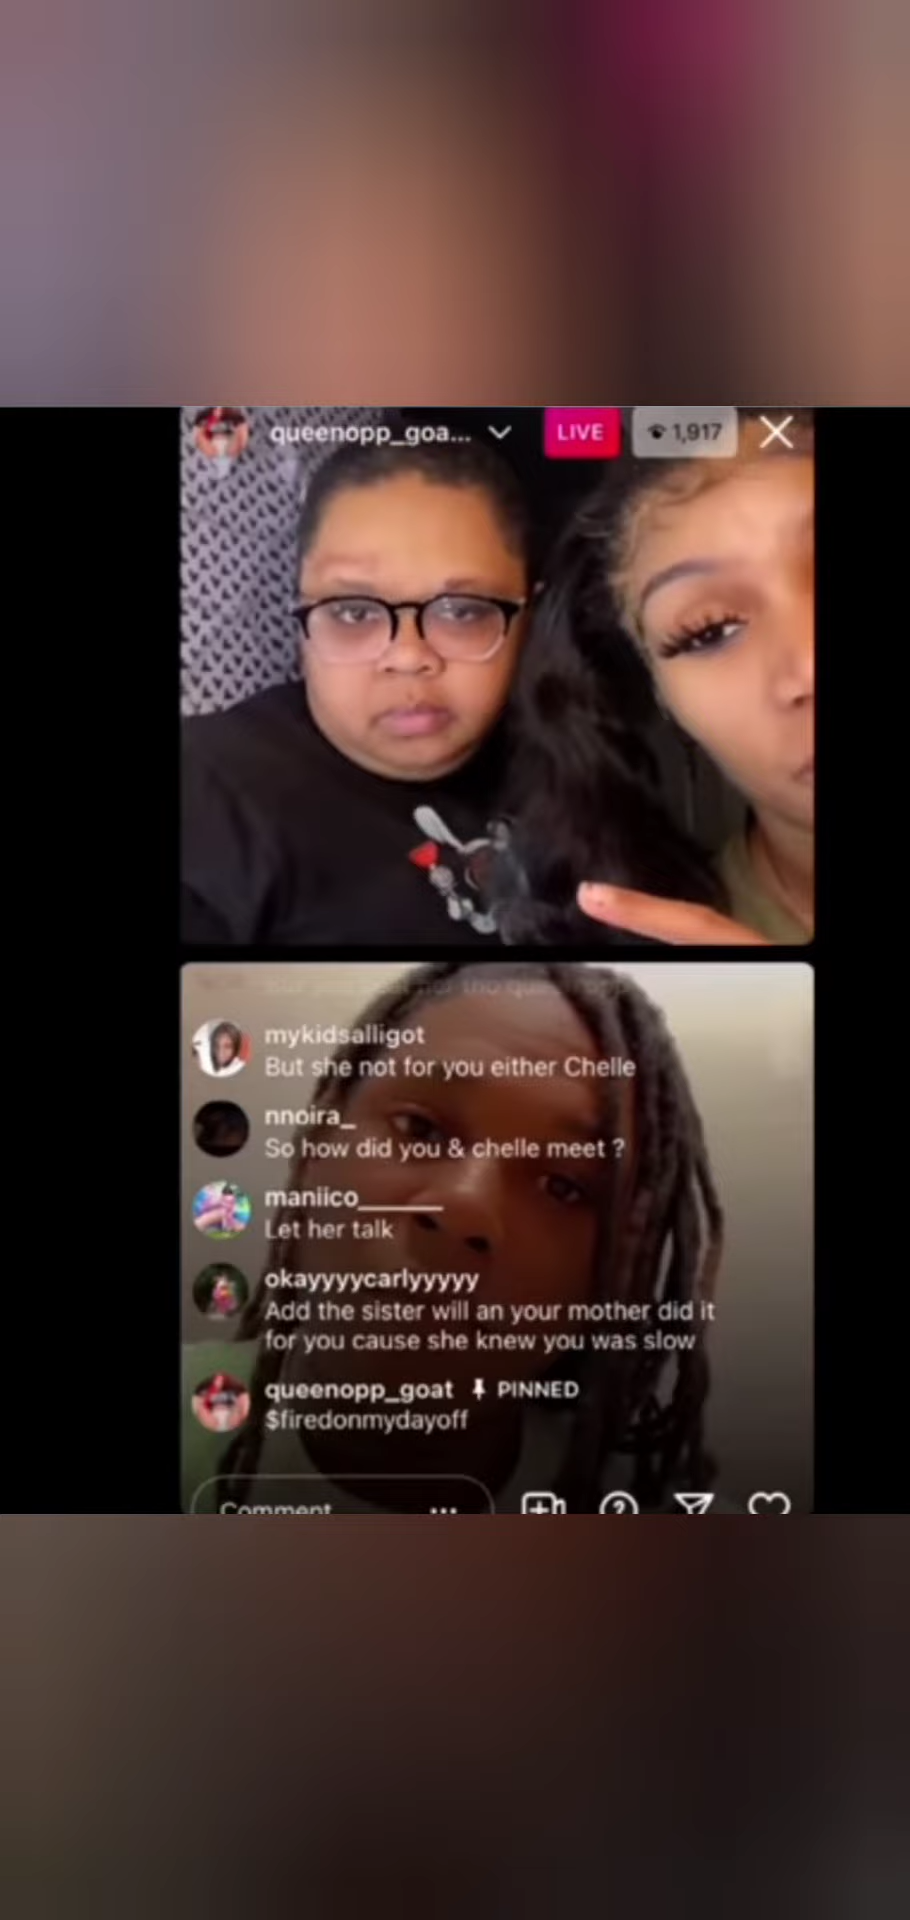 queenopp_goa...
LIVE
1,917
mykidsalligot
But she not for you either Chelle
nnoira_
So how did you & chelle meet ?
maniico______
Let her talk
okayyyycarlyyyyy
Add the sister will an your mother did it
for you cause she knew you was slow
queenopp_goat PINNED
$firedonmydayoff
Comment